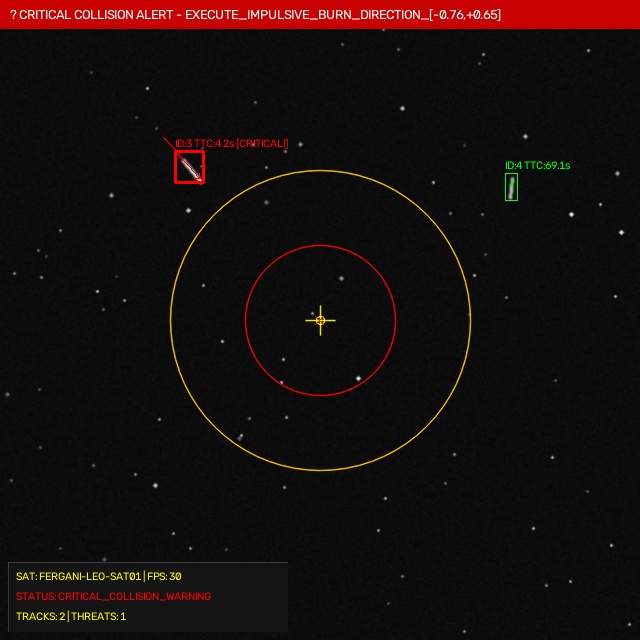 ? CRITICAL COLLISION ALERT - EXECUTE_IMPULSIVE_BURN_DIRECTION_[-0.76,+0.65]
ID:3 TTC:4.2s [CRITICAL!]
ID:4 TTC:69.1s
SAT: FERGANI-LEO-SAT01 | FPS: 30
STATUS: CRITICAL_COLLISION_WARNING
TRACKS: 2 | THREATS: 1